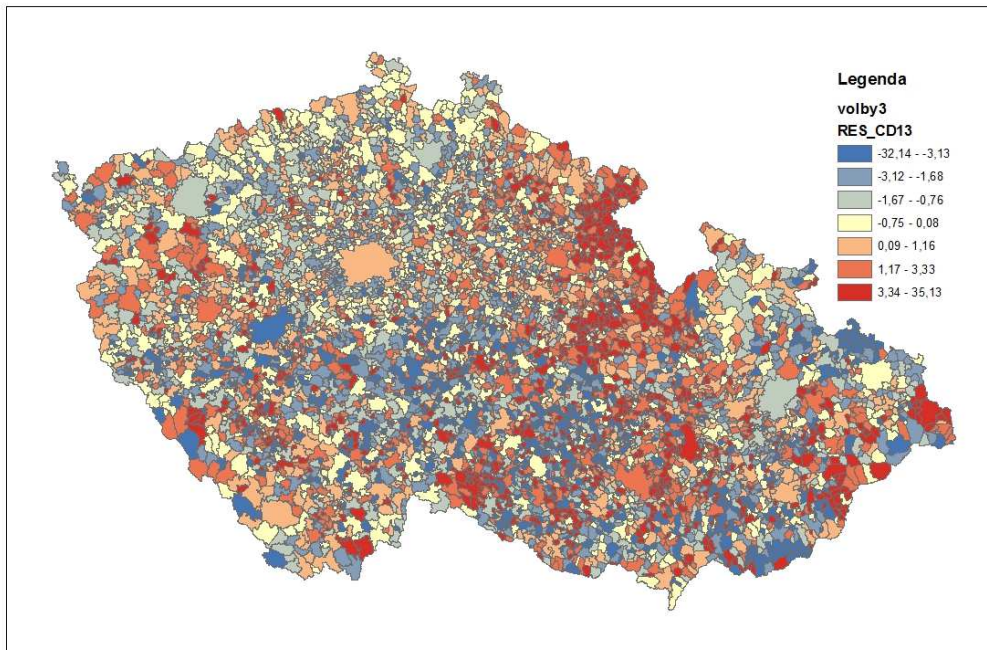 Legenda
volby3
RES_CD13
-32,14 - -3,13
-3,12 - -1,68
-1,67 - -0,76
-0,75 - 0,08
0,09 - 1,16
1,17 - 3,33
3,34 - 35,13